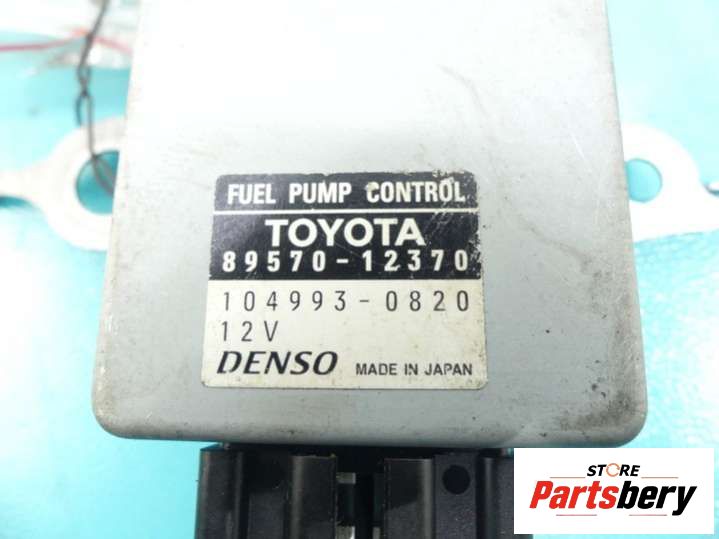 FUEL PUMP CONTROL
TOYOTA
89570-12370
104993-0820
12V
DENSO MADE IN JAPAN
STORE
Partsbery